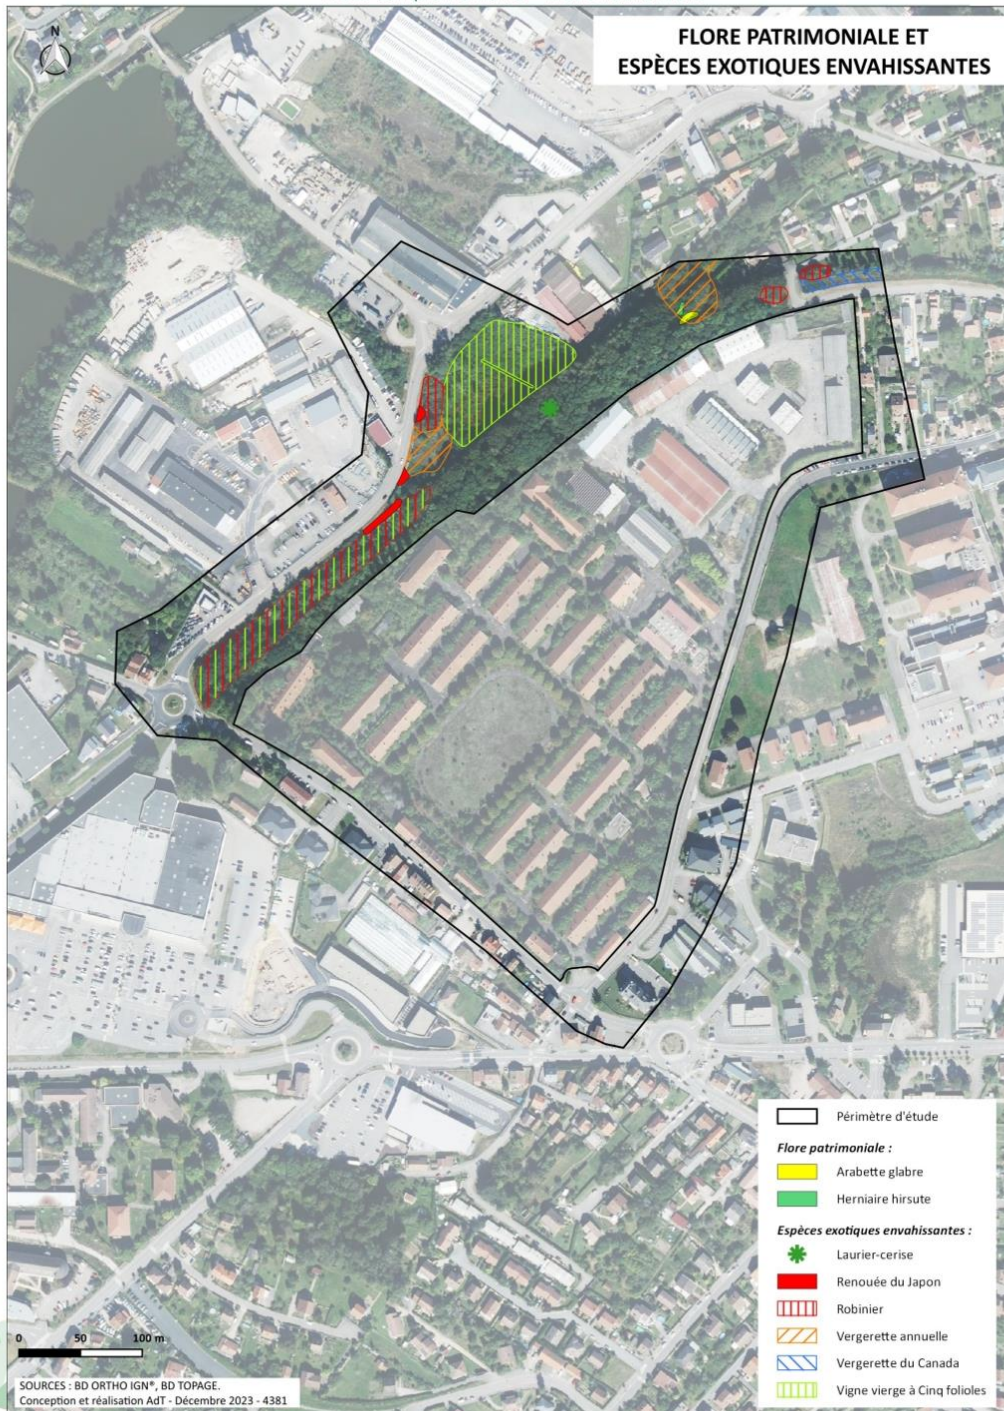 FLORE PATRIMONIALE ET
ESPÈCES EXOTIQUES ENVAHISSANTES
N
Périmètre d'étude
Flore patrimoniale :
Arabette glabre
Herniaire hirsute
Espèces exotiques envahissantes :
Laurier-cerise
Renouée du Japon
Robinier
Vergerette annuelle
Vergerette du Canada
Vigne vierge à Cinq folioles
0 50 100 m
SOURCES : BD ORTHO IGN®, BD TOPAGE.
Conception et réalisation AdT - Décembre 2023 - 4381